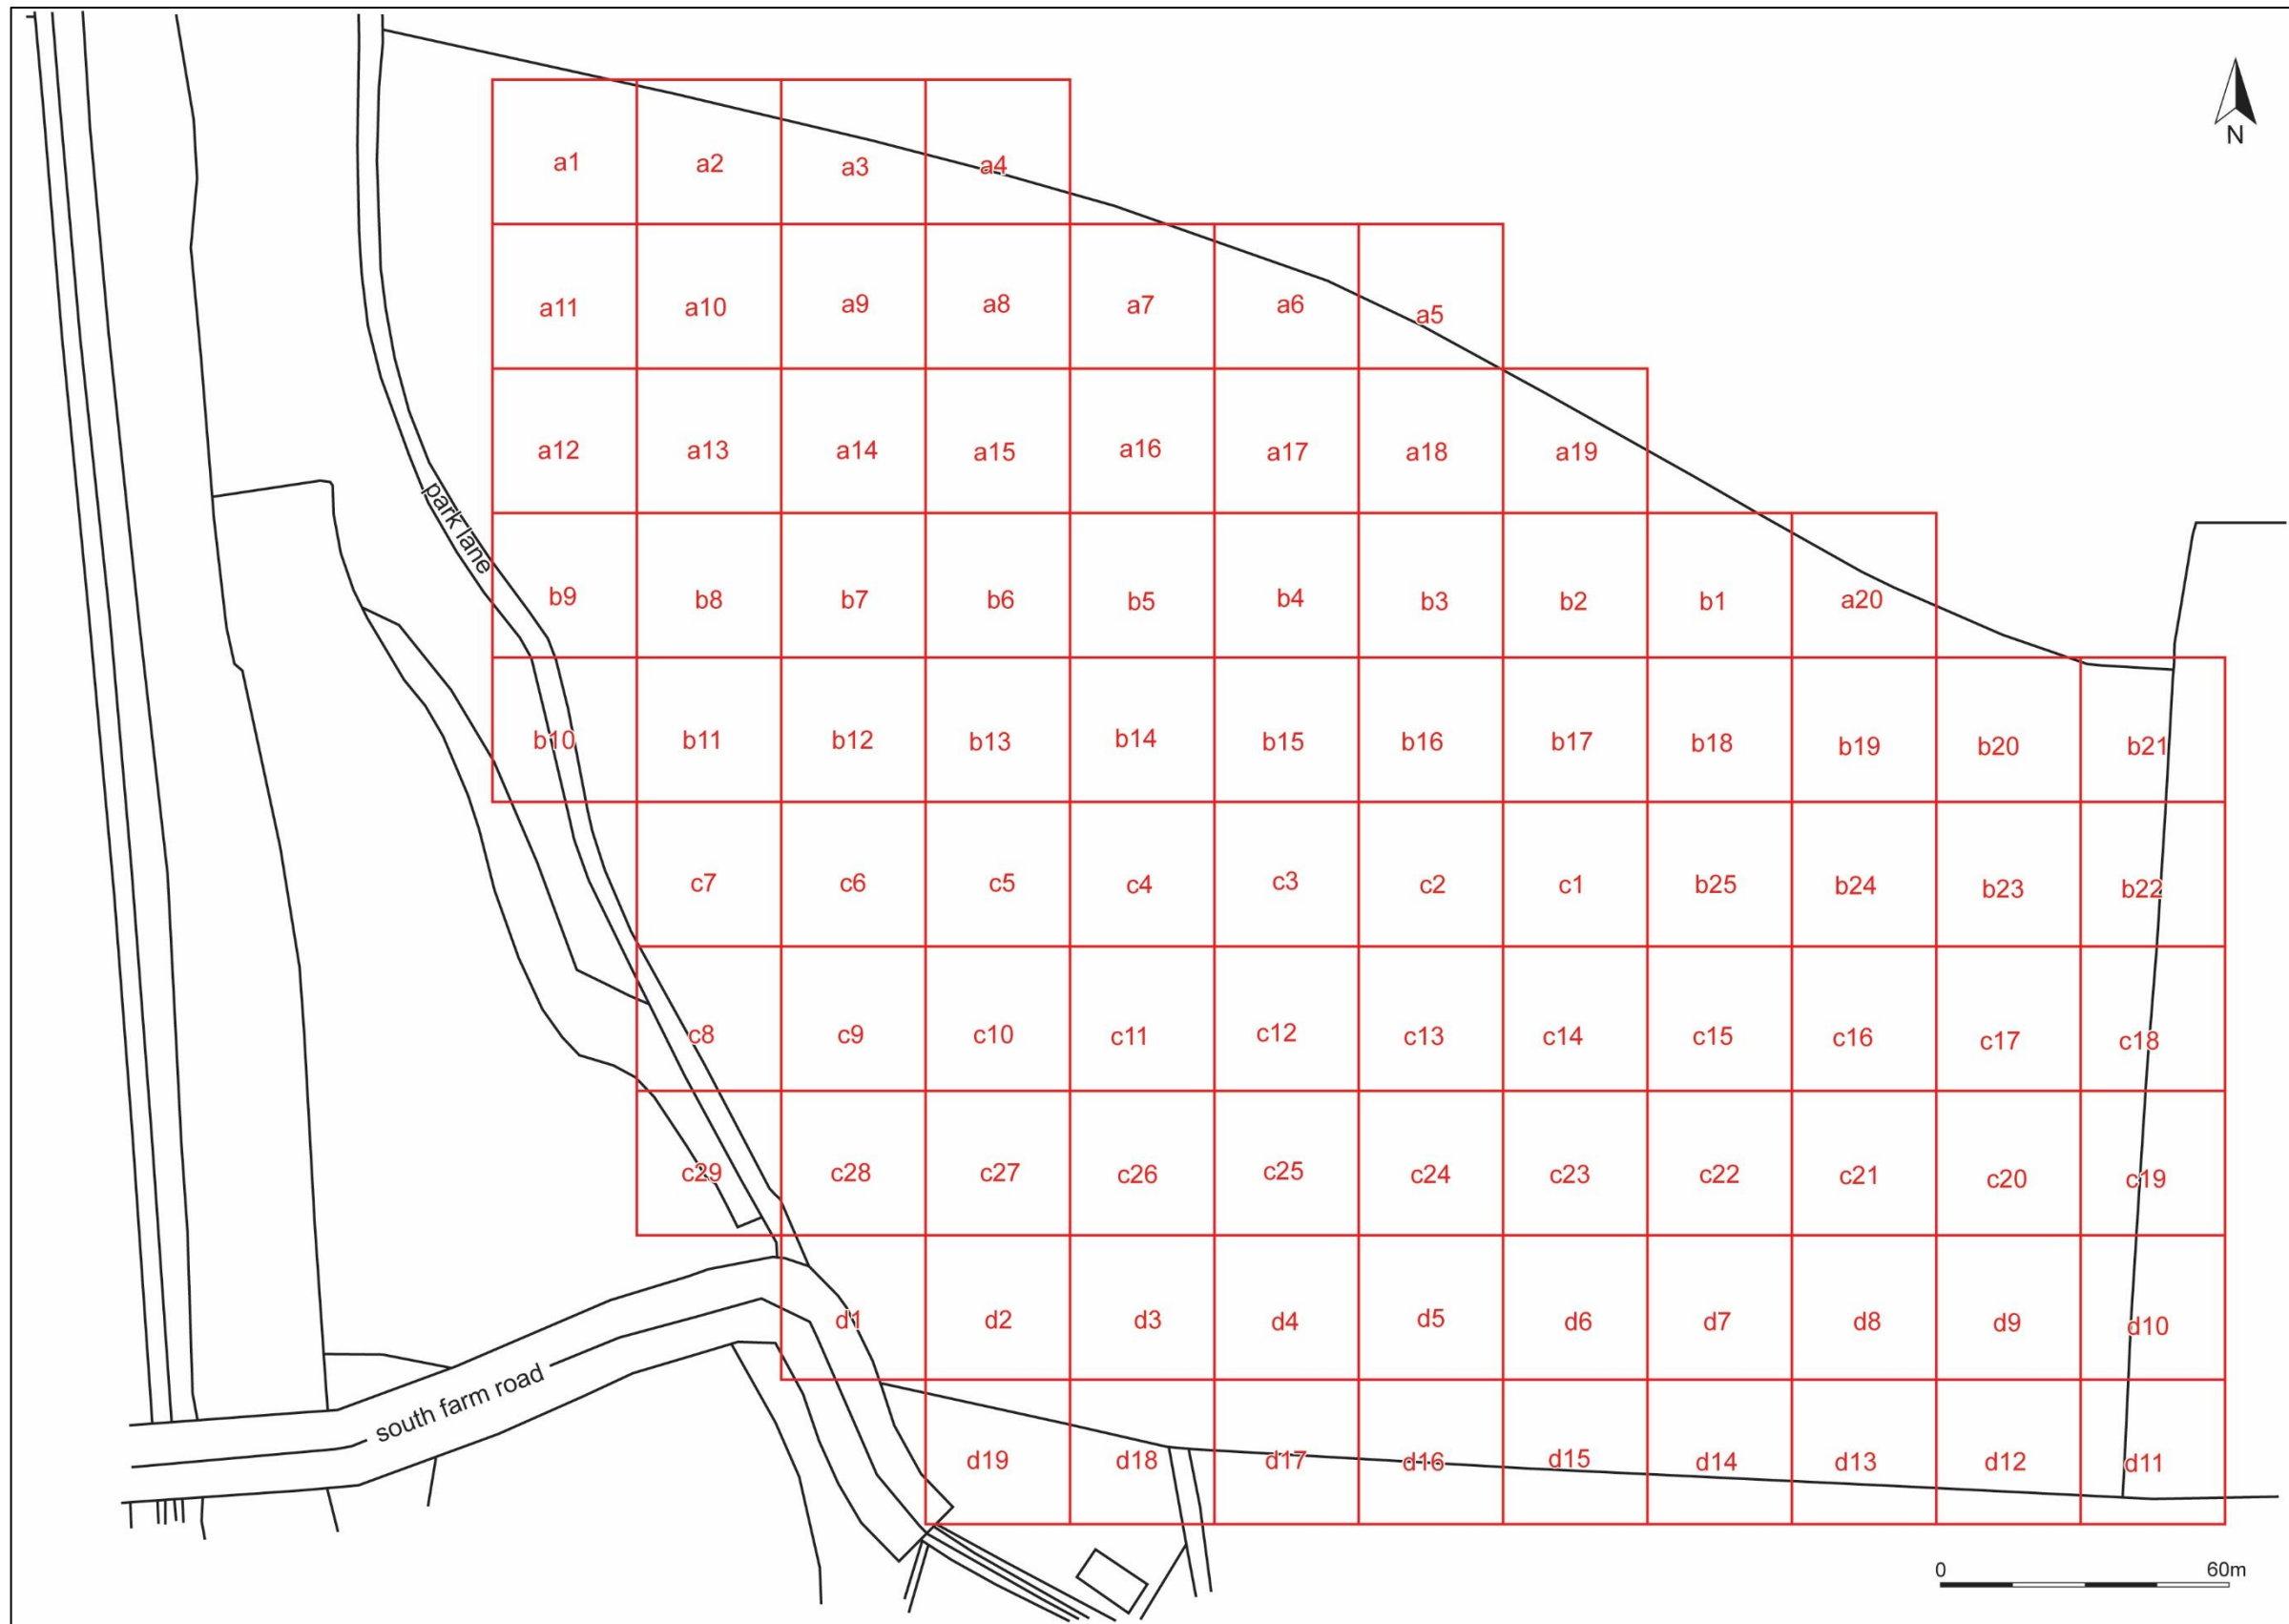 N
a1 a2 a3 a4
a11 a10 a9 a8 a7 a6 a5
a12 a13 a14 a15 a16 a17 a18 a19
park lane
b9 b8 b7 b6 b5 b4 b3 b2 b1 a20
b10 b11 b12 b13 b14 b15 b16 b17 b18 b19 b20 b21
c7 c6 c5 c4 c3 c2 c1 b25 b24 b23 b22
c8 c9 c10 c11 c12 c13 c14 c15 c16 c17 c18
c29 c28 c27 c26 c25 c24 c23 c22 c21 c20 c19
d1 d2 d3 d4 d5 d6 d7 d8 d9 d10
south farm road
d19 d18 d17 d16 d15 d14 d13 d12 d11
0 60m